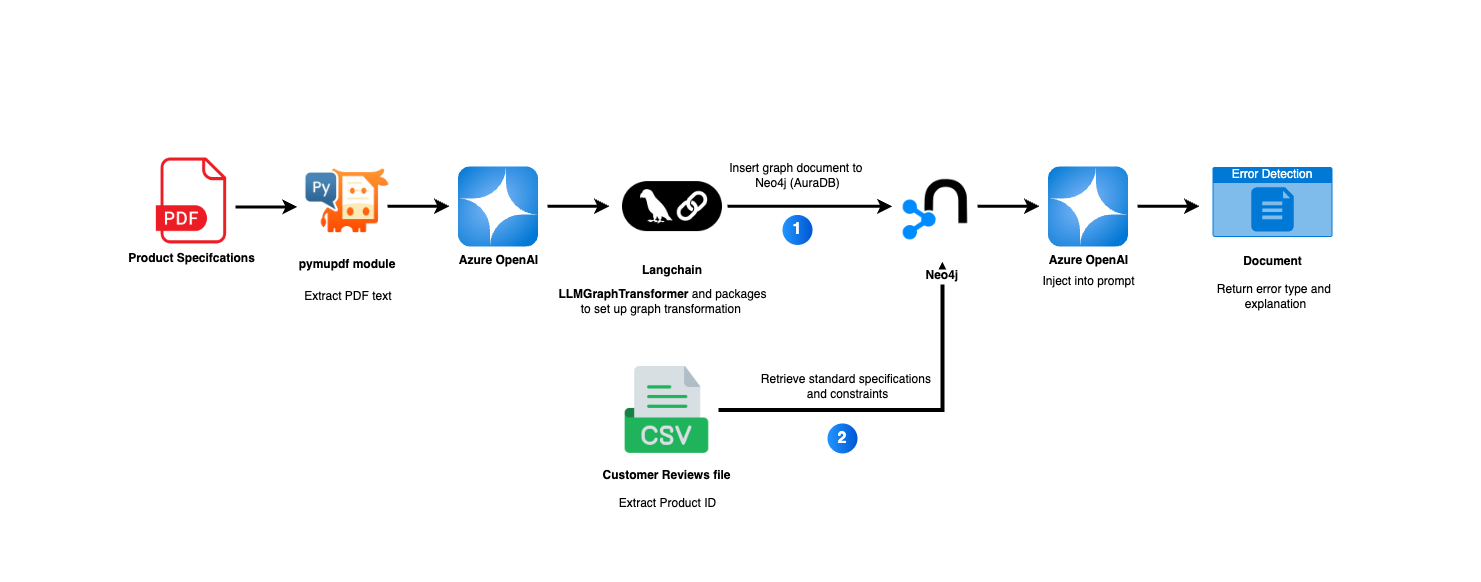 Insert graph document to
Neo4j (AuraDB)
1
Error Detection
PDF
Py
Product Specifcations
pymupdf module
Extract PDF text
Azure OpenAI
Langchain
LLMGraphTransformer and packages
to set up graph transformation
Neo4j
Azure OpenAI
Inject into prompt
Document
Return error type and
explanation
Retrieve standard specifications
and constraints
2
CSV
Customer Reviews file
Extract Product ID